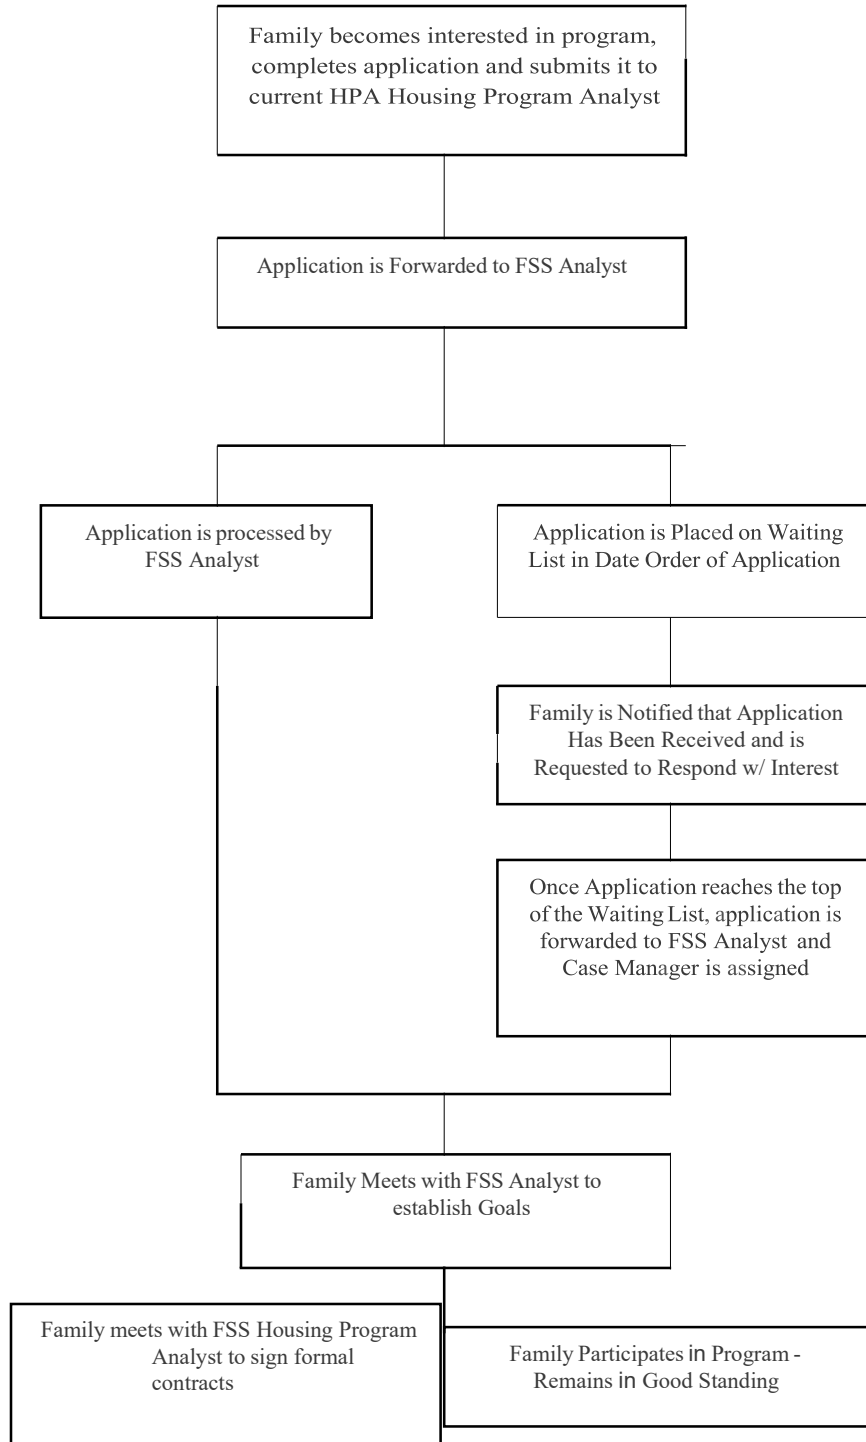 Family becomes interested in program,
completes application and submits it to
current HPA Housing Program Analyst
Application is Forwarded to FSS Analyst
Application is processed by
FSS Analyst
Application is Placed on Waiting
List in Date Order of Application
Family is Notified that Application
Has Been Received and is
Requested to Respond w/ Interest
Once Application reaches the top
of the Waiting List, application is
forwarded to FSS Analyst and
Case Manager is assigned
Family Meets with FSS Analyst to
establish Goals
Family meets with FSS Housing Program
Analyst to sign formal
contracts
Family Participates in Program -
Remains in Good Standing